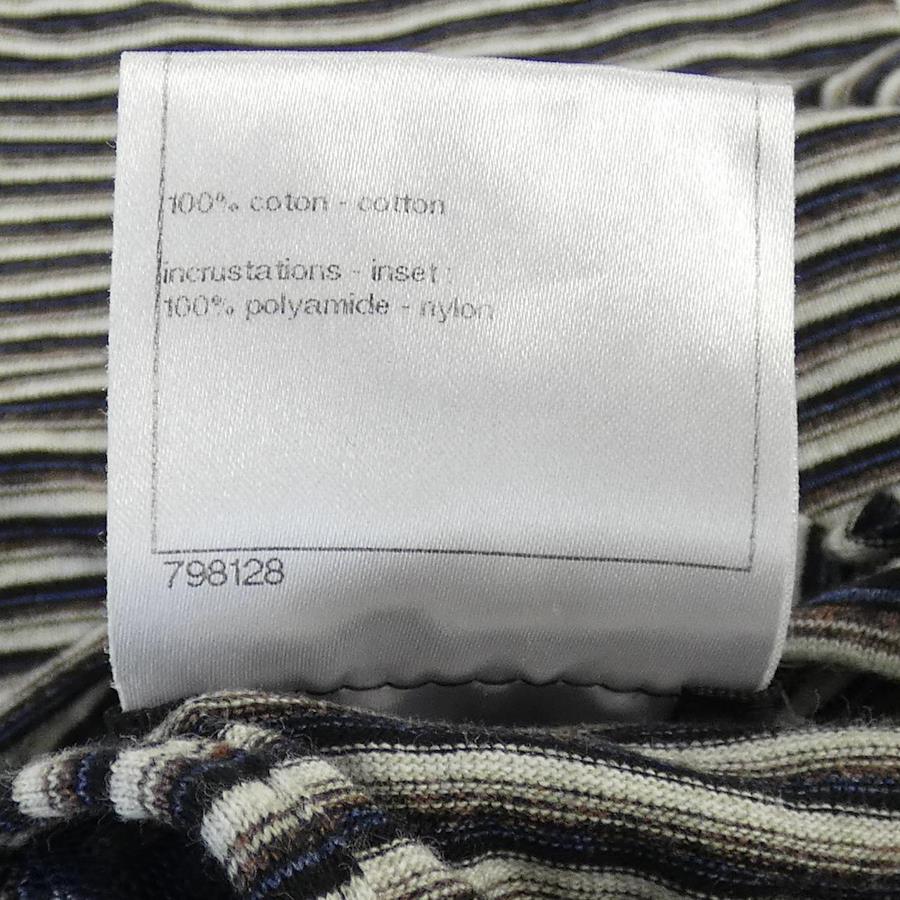 100% coton - cotton
incrustations - inset :
100% polyamide - nylon
798128